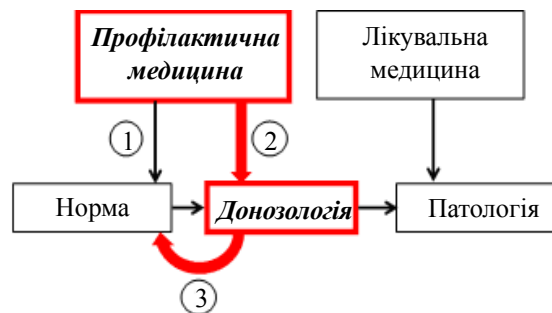 Профілактична
медицина
Лікувальна
медицина
1
2
Норма
Донозологія
Патологія
3